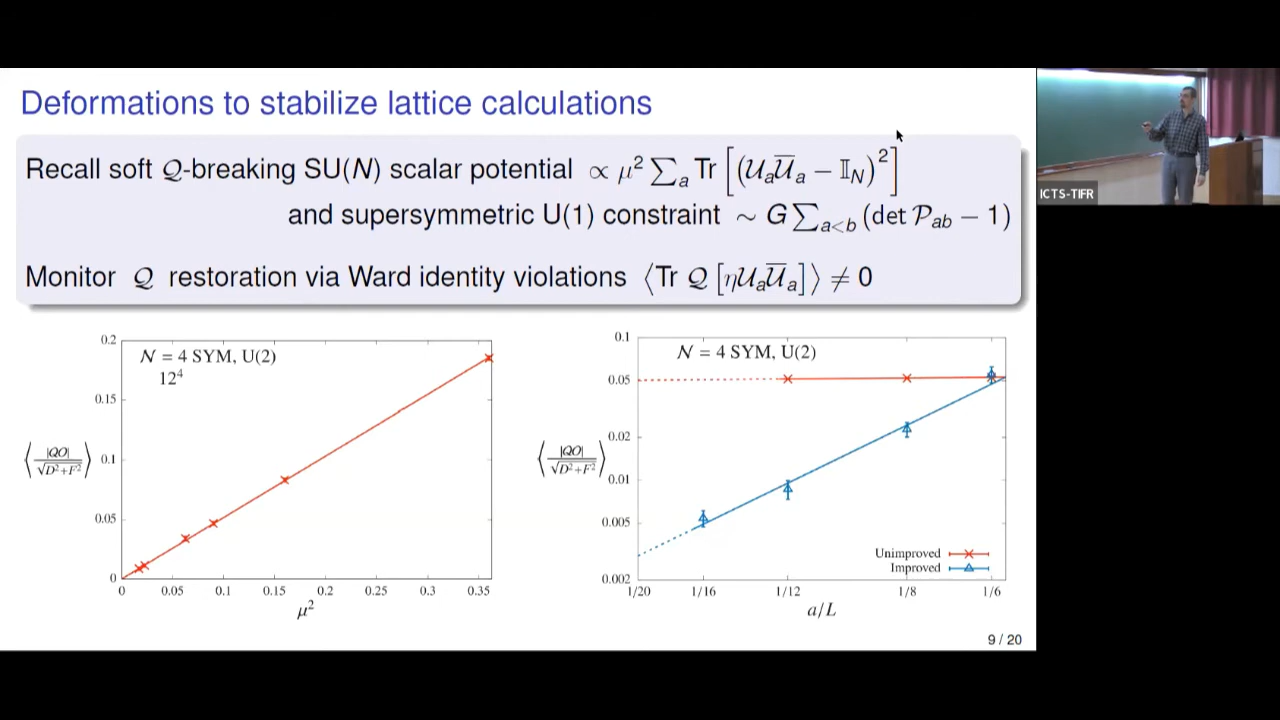 Deformations to stabilize lattice calculations
Recall soft 𝒬-breaking SU(N) scalar potential ∝ μ² ∑ₐ Tr [(𝒰ₐ𝒰̅ₐ − 𝕀_N)²]
and supersymmetric U(1) constraint ∼ G ∑_{a<b} (det 𝒫_{ab} − 1)
Monitor 𝒬 restoration via Ward identity violations ⟨Tr 𝒬 [η𝒰ₐ𝒰̅ₐ]⟩ ≠ 0
0.2
0.15
0.1
0.05
0
⟨|QO| / √(D²+F²)⟩
N = 4 SYM, U(2)
12⁴
0 0.05 0.1 0.15 0.2 0.25 0.3 0.35
μ²
0.1
0.05
0.02
0.01
0.005
0.002
⟨|QO| / √(D²+F²)⟩
N = 4 SYM, U(2)
Unimproved
Improved
1/20 1/16 1/12 1/8 1/6
a/L
9 / 20
ICTS-TIFR